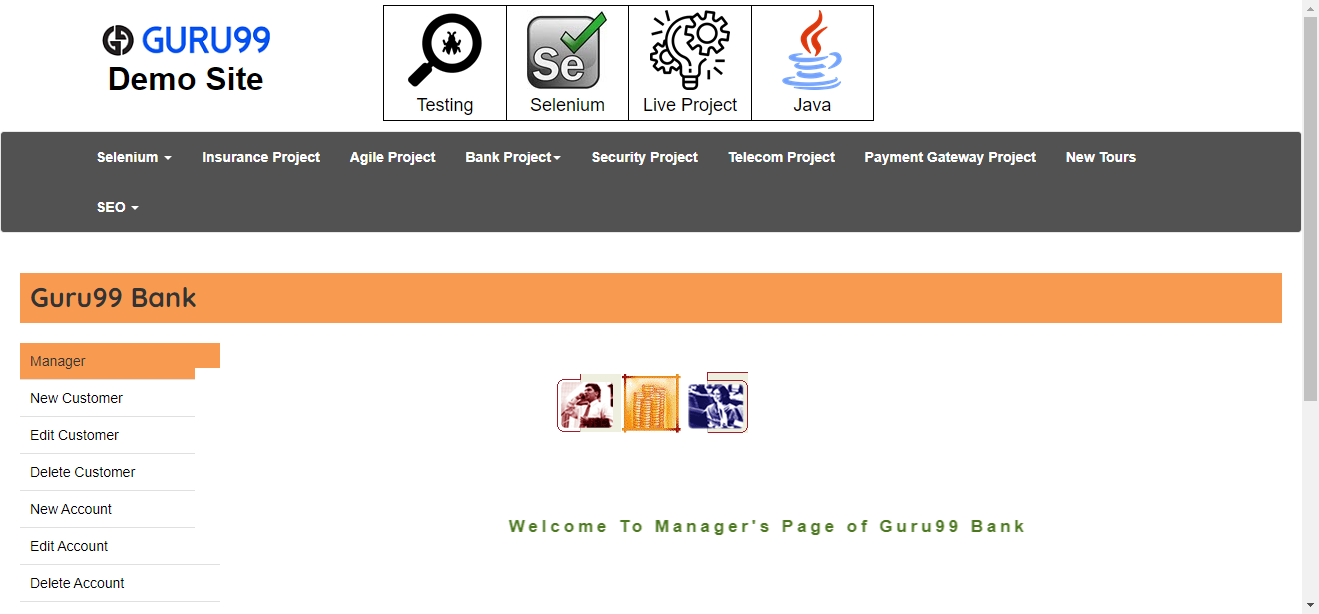 GURU99
Demo Site
Se
Testing Selenium Live Project Java
Selenium Insurance Project Agile Project Bank Project Security Project Telecom Project Payment Gateway Project New Tours
SEO
Guru99 Bank
Manager
New Customer
Edit Customer
Delete Customer
New Account
Welcome To Manager's Page of Guru99 Bank
Edit Account
Delete Account